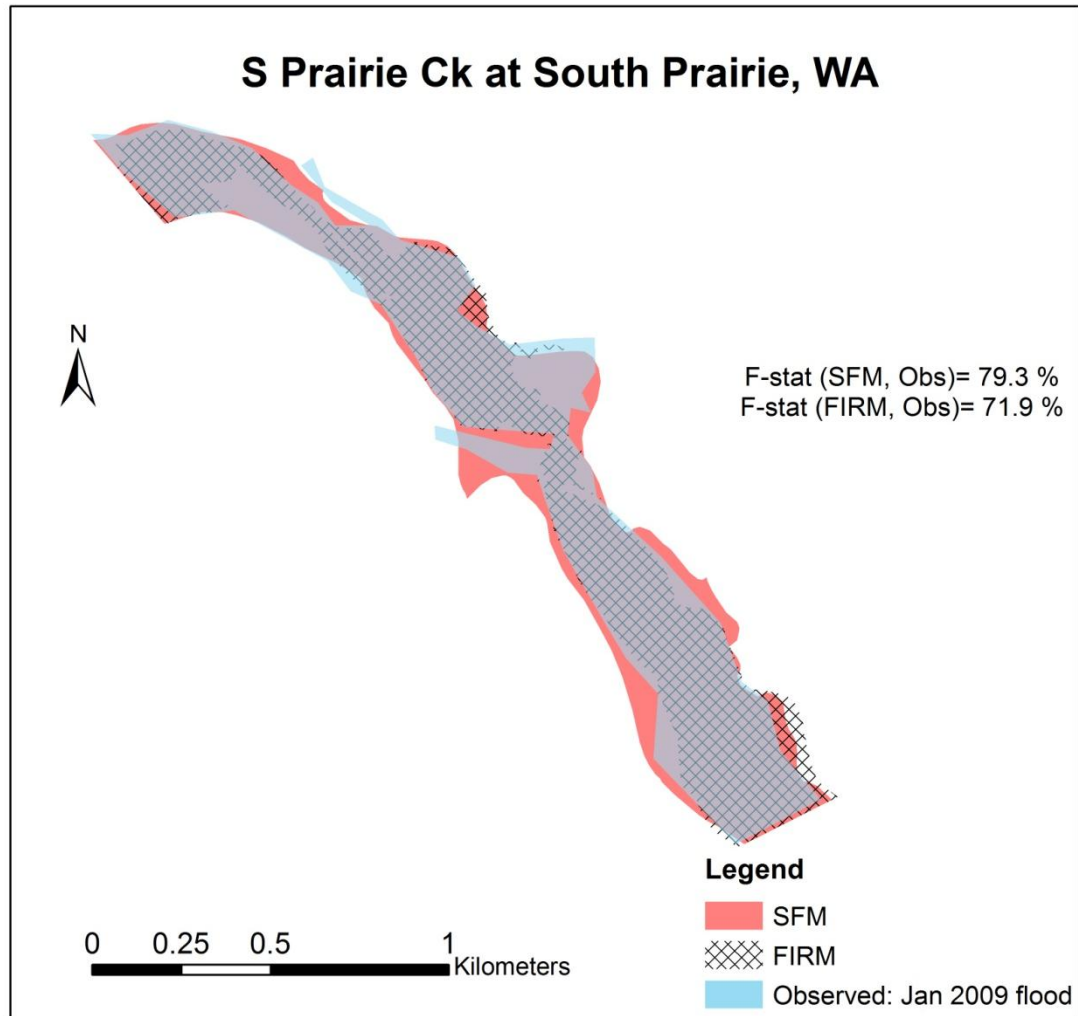 S Prairie Ck at South Prairie, WA
N
F-stat (SFM, Obs)= 79.3 %
F-stat (FIRM, Obs)= 71.9 %
Legend
SFM
FIRM
Observed: Jan 2009 flood
0 0.25 0.5 1
Kilometers